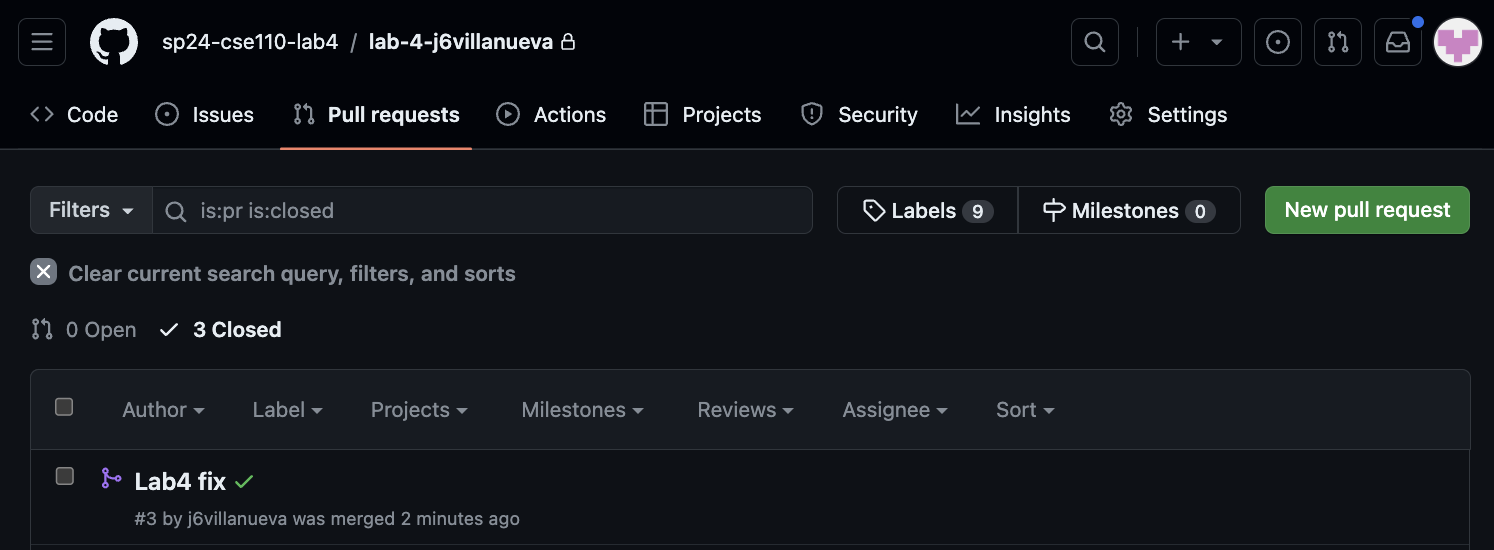 sp24-cse110-lab4 / lab-4-j6villanueva
Code Issues Pull requests Actions Projects Security Insights Settings
Filters is:pr is:closed Labels 9 Milestones 0 New pull request
Clear current search query, filters, and sorts
0 Open 3 Closed
Author Label Projects Milestones Reviews Assignee Sort
Lab4 fix
#3 by j6villanueva was merged 2 minutes ago